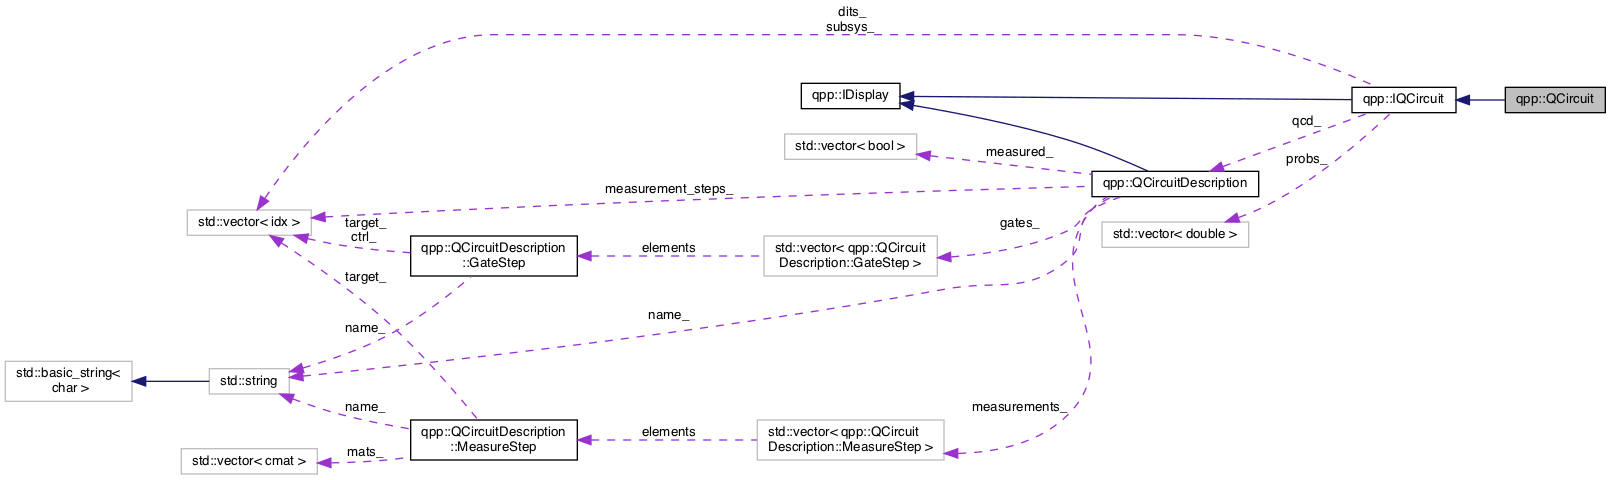 dits_
subsys_
qpp::IDisplay
qpp::IQCircuit
qpp::QCircuit
qcd_
std::vector< bool >
measured_
probs_
qpp::QCircuitDescription
measurement_steps_
std::vector< idx >
target_
ctrl_
gates_
std::vector< double >
qpp::QCircuitDescription
::GateStep
elements
std::vector< qpp::QCircuit
Description::GateStep >
target_
name_
name_
std::basic_string<
char >
std::string
name_
measurements_
qpp::QCircuitDescription
::MeasureStep
elements
std::vector< qpp::QCircuit
Description::MeasureStep >
mats_
std::vector< cmat >